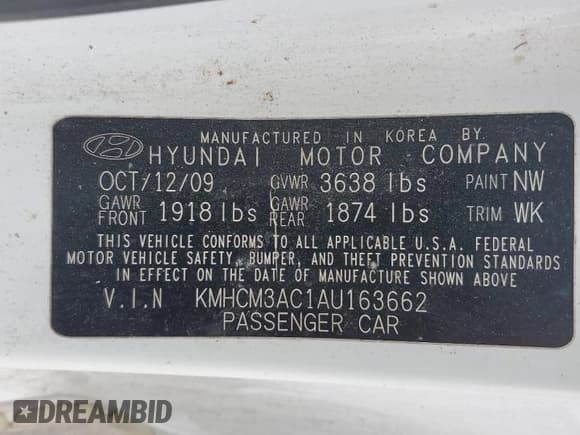 MANUFACTURED IN KOREA BY
HYUNDAI MOTOR COMPANY
OCT/12/09 GVWR 3638 lbs PAINT NW
GAWR FRONT 1918 lbs GAWR REAR 1874 lbs TRIM WK
THIS VEHICLE CONFORMS TO ALL APPLICABLE U.S.A. FEDERAL
MOTOR VEHICLE SAFETY, BUMPER, AND THEFT PREVENTION STANDARDS
IN EFFECT ON THE DATE OF MANUFACTURE SHOWN ABOVE
V.I.N KMHCM3AC1AU163662
PASSENGER CAR
DREAMBID